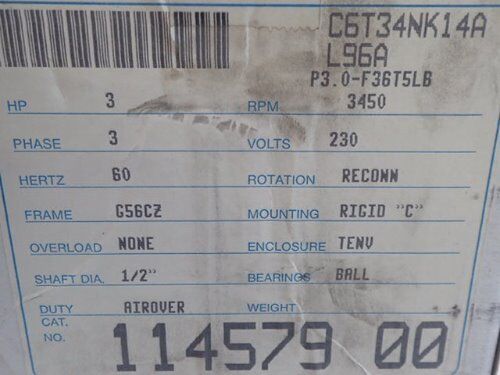 C6T34NK14A
L96A
P3.0-F36T5LB
HP 3 RPM 3450
PHASE 3 VOLTS 230
HERTZ 60 ROTATION RECONN
FRAME G56CZ MOUNTING RIGID "C"
OVERLOAD NONE ENCLOSURE TENV
SHAFT DIA. 1/2" BEARINGS BALL
DUTY AIROVER WEIGHT
CAT.
NO. 114579 00